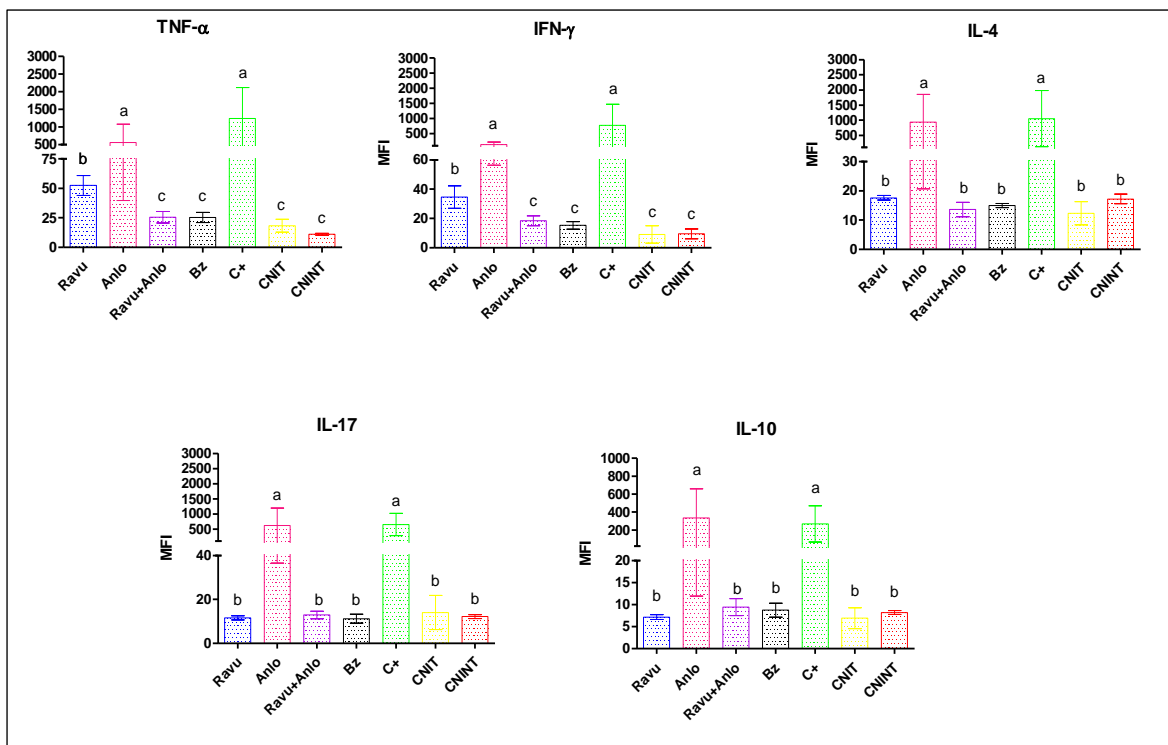 TNF-α
3000
2500
2000
1500
1000
500
75
50
25
0
b
a
c
c
a
c
c
Ravu
Anlo
Ravu+Anlo
Bz
C+
CNIT
CNINT
IFN-γ
MFI
3000
2500
2000
1500
1000
500
60
40
20
0
b
a
c
c
a
c
c
Ravu
Anlo
Ravu+Anlo
Bz
C+
CNIT
CNINT
IL-4
MFI
3000
2500
2000
1500
1000
500
30
20
10
0
b
a
b
b
a
b
b
Ravu
Anlo
Ravu+Anlo
Bz
C+
CNIT
CNINT
IL-17
MFI
3000
2500
2000
1500
1000
500
40
20
0
b
a
b
b
a
b
b
Ravu
Anlo
Ravu+Anlo
Bz
C+
CNIT
CNINT
IL-10
MFI
1000
800
600
400
200
20
15
10
5
0
b
a
b
b
a
b
b
Ravu
Anlo
Ravu+Anlo
Bz
C+
CNIT
CNINT